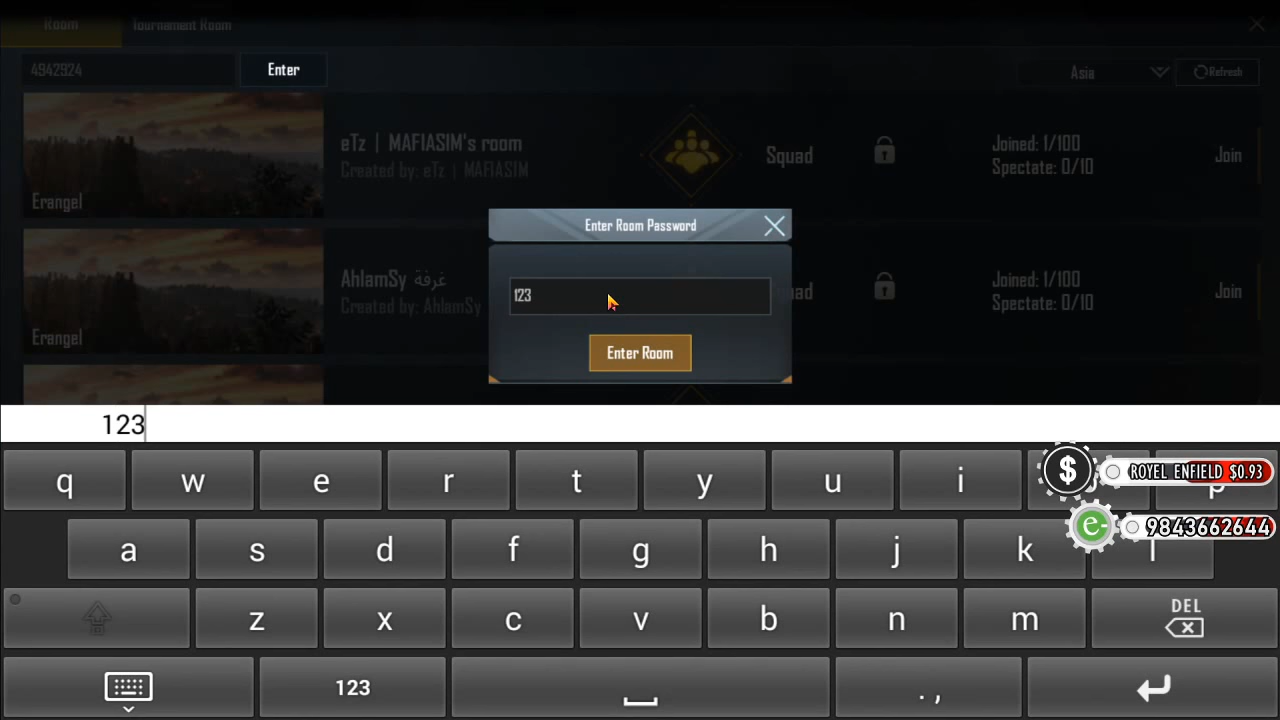 Room Tournament Room
4942924 Enter Asia Refresh
eTz | MAFIASIM's room
Created by: eTz | MAFIASIM
Squad
Joined: 1/100
Spectate: 0/10
Join
Erangel
AhlamSy غرفة
Created by: AhlamSy
Joined: 1/100
Spectate: 0/10
Join
Erangel
Enter Room Password
123
Enter Room
123
q w e r t y u i p
ROYEL ENFIELD $0.93
e- 9843662644
a s d f g h j k l
z x c v b n m DEL
123 . ,